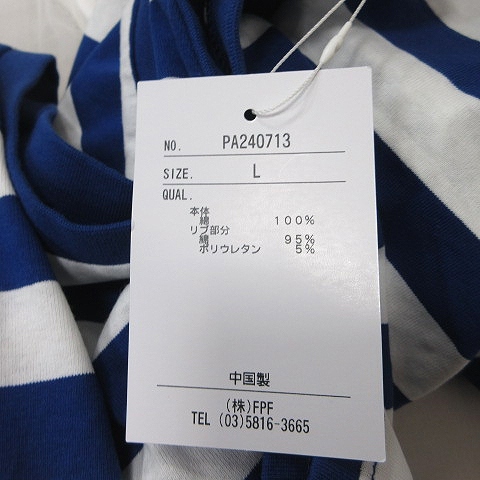 NO. PA240713
SIZE. L
QUAL.
本体
綿 100%
リブ部分
綿 95%
ポリウレタン 5%
中国製
(株)FPF
TEL (03)5816-3665